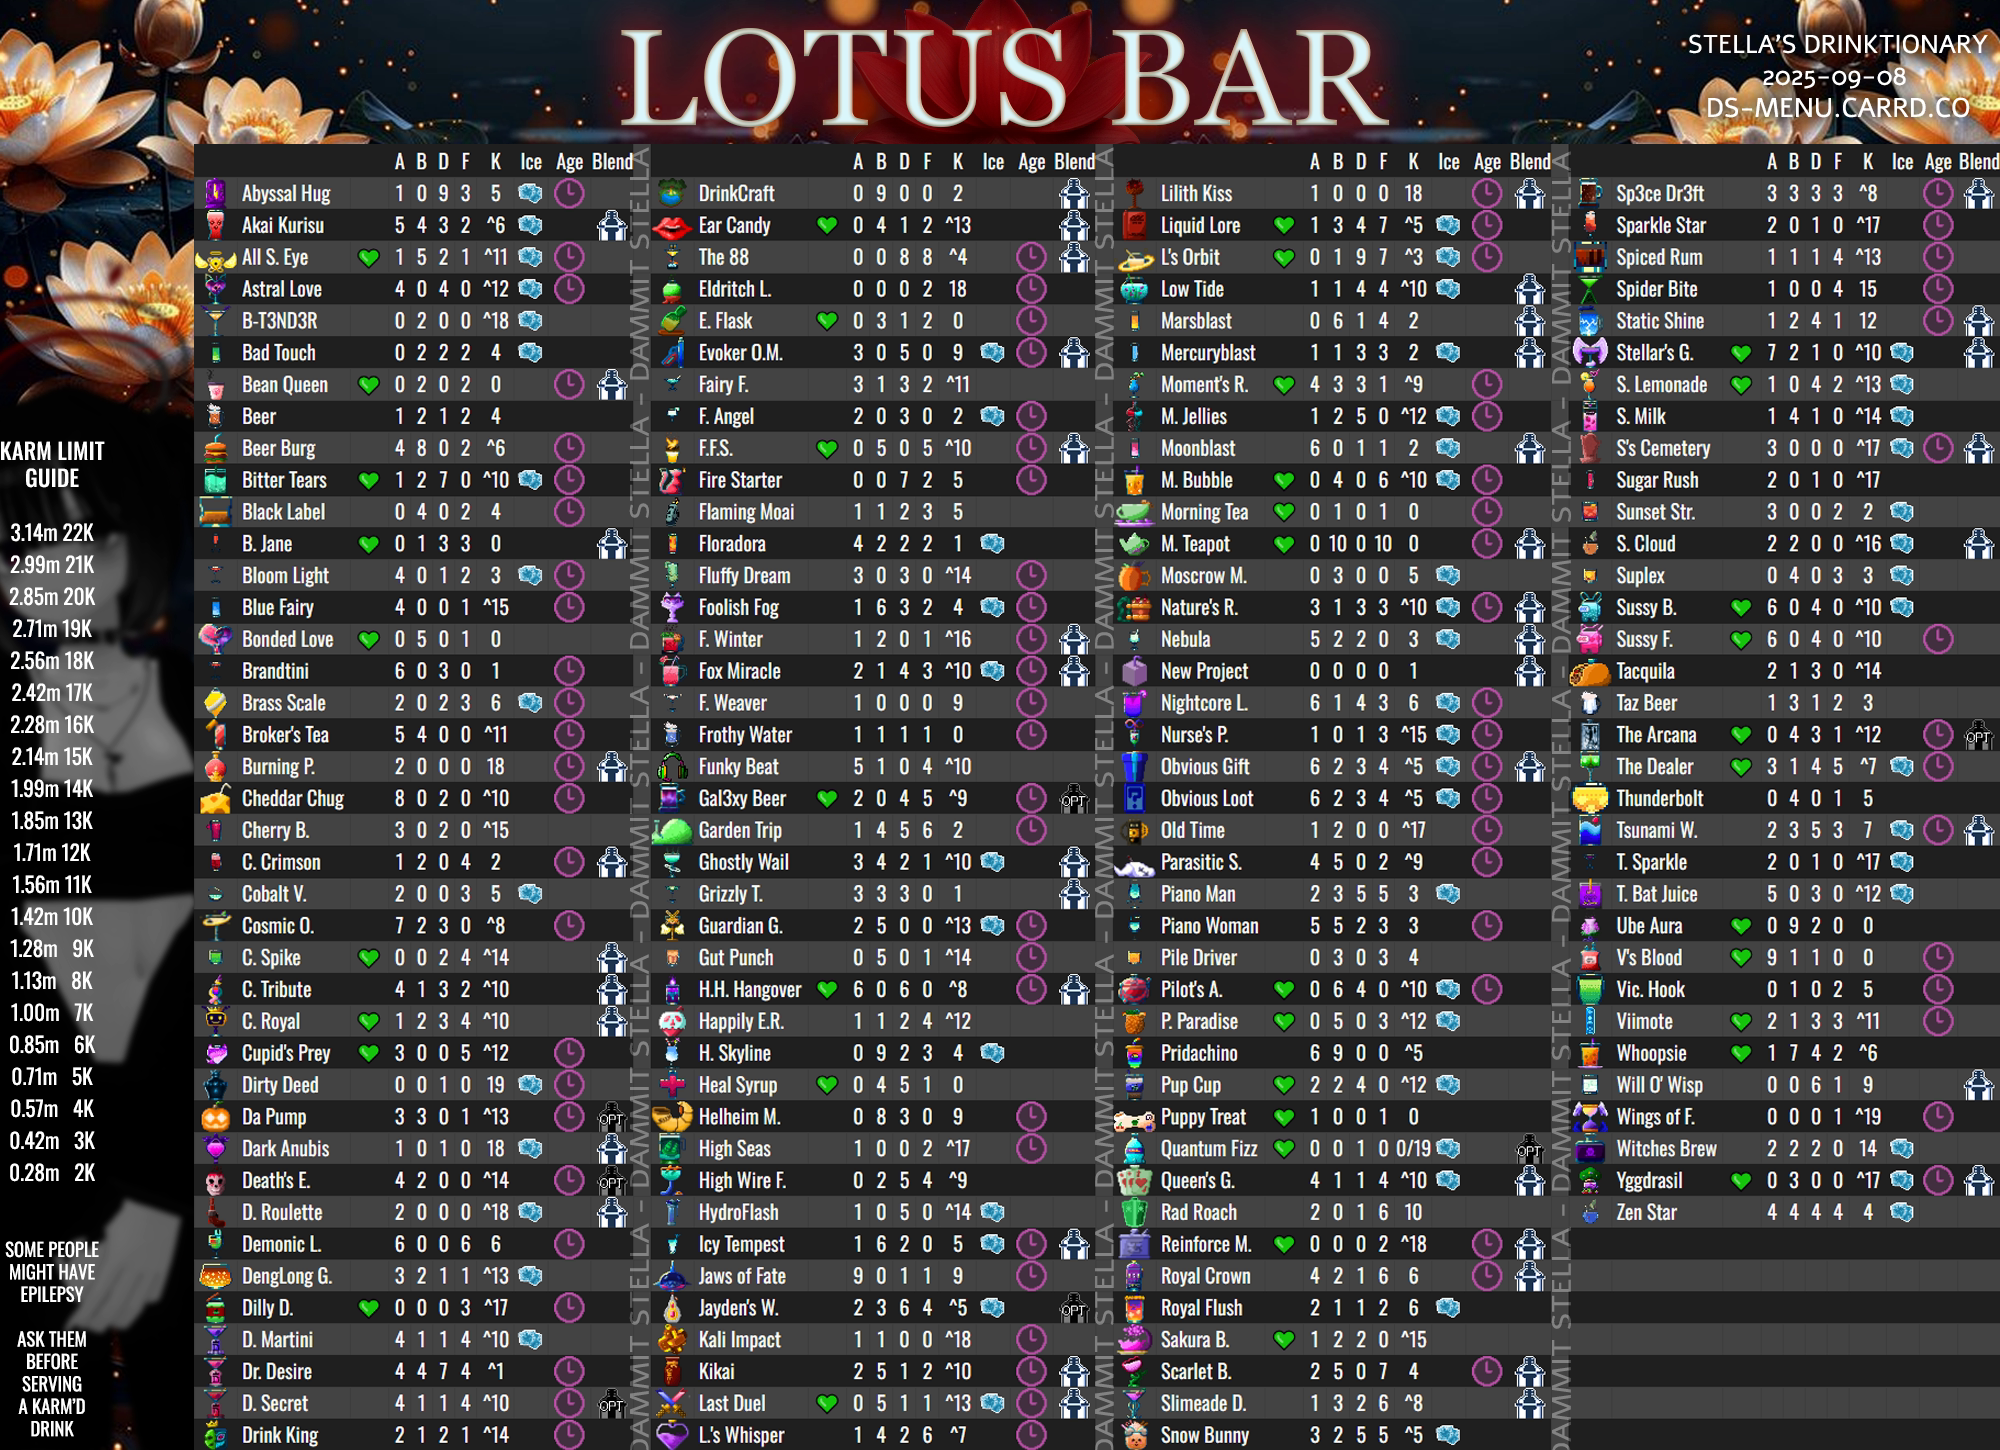 LOTUS BAR
STELLA'S DRINKTIONARY
2025-09-08
DS-MENU.CARRD.CO
KARM LIMIT
GUIDE
3.14m 22K
2.99m 21K
2.85m 20K
2.71m 19K
2.56m 18K
2.42m 17K
2.28m 16K
2.14m 15K
1.99m 14K
1.85m 13K
1.71m 12K
1.56m 11K
1.42m 10K
1.28m 9K
1.13m 8K
1.00m 7K
0.85m 6K
0.71m 5K
0.57m 4K
0.42m 3K
0.28m 2K
SOME PEOPLE
MIGHT HAVE
EPILEPSY
ASK THEM
BEFORE
SERVING
A KARM'D
DRINK
A B D F K Ice Age Blend
Abyssal Hug 1 0 9 3 5
Akai Kurisu 5 4 3 2 ^6
All S. Eye 1 5 2 1 ^11
Astral Love 4 0 4 0 ^12
B-T3ND3R 0 2 0 0 ^18
Bad Touch 0 2 2 2 4
Bean Queen 0 2 0 2 0
Beer 1 2 1 2 4
Beer Burg 4 8 0 2 ^6
Bitter Tears 1 2 7 0 ^10
Black Label 0 4 0 2 4
B. Jane 0 1 3 3 0
Bloom Light 4 0 1 2 3
Blue Fairy 4 0 0 1 ^15
Bonded Love 0 5 0 1 0
Brandtini 6 0 3 0 1
Brass Scale 2 0 2 3 6
Broker's Tea 5 4 0 0 ^11
Burning P. 2 0 0 0 18
Cheddar Chug 8 0 2 0 ^10
Cherry B. 3 0 2 0 ^15
C. Crimson 1 2 0 4 2
Cobalt V. 2 0 0 3 5
Cosmic O. 7 2 3 0 ^8
C. Spike 0 0 2 4 ^14
C. Tribute 4 1 3 2 ^10
C. Royal 1 2 3 4 ^10
Cupid's Prey 3 0 0 5 ^12
Dirty Deed 0 0 1 0 19
Da Pump 3 3 0 1 ^13 OPT
Dark Anubis 1 0 1 0 18
Death's E. 4 2 0 0 ^14 OPT
D. Roulette 2 0 0 0 ^18
Demonic L. 6 0 0 6 6
DengLong G. 3 2 1 1 ^13
Dilly D. 0 0 0 3 ^17
D. Martini 4 1 1 4 ^10
Dr. Desire 4 4 7 4 ^1
D. Secret 4 1 1 4 ^10 OPT
Drink King 2 1 2 1 ^14
DAMMIT STELLA - DAMMIT STELLA - DAMMIT STELLA
A B D F K Ice Age Blend
DrinkCraft 0 9 0 0 2
Ear Candy 0 4 1 2 ^13
The 88 0 0 8 8 ^4
Eldritch L. 0 0 0 2 18
E. Flask 0 3 1 2 0
Evoker O.M. 3 0 5 0 9
Fairy F. 3 1 3 2 ^11
F. Angel 2 0 3 0 2
F.F.S. 0 5 0 5 ^10
Fire Starter 0 0 7 2 5
Flaming Moai 1 1 2 3 5
Floradora 4 2 2 2 1
Fluffy Dream 3 0 3 0 ^14
Foolish Fog 1 6 3 2 4
F. Winter 1 2 0 1 ^16
Fox Miracle 2 1 4 3 ^10
F. Weaver 1 0 0 0 9
Frothy Water 1 1 1 1 0
Funky Beat 5 1 0 4 ^10
Gal3xy Beer 2 0 4 5 ^9 OPT
Garden Trip 1 4 5 6 2
Ghostly Wail 3 4 2 1 ^10
Grizzly T. 3 3 3 0 1
Guardian G. 2 5 0 0 ^13
Gut Punch 0 5 0 1 ^14
H.H. Hangover 6 0 6 0 ^8
Happily E.R. 1 1 2 4 ^12
H. Skyline 0 9 2 3 4
Heal Syrup 0 4 5 1 0
Helheim M. 0 8 3 0 9
High Seas 1 0 0 2 ^17
High Wire F. 0 2 5 4 ^9
HydroFlash 1 0 5 0 ^14
Icy Tempest 1 6 2 0 5
Jaws of Fate 9 0 1 1 9
Jayden's W. 2 3 6 4 ^5 OPT
Kali Impact 1 1 0 0 ^18
Kikai 2 5 1 2 ^10
Last Duel 0 5 1 1 ^13
L.'s Whisper 1 4 2 6 ^7
DAMMIT STELLA - DAMMIT STELLA - DAMMIT STELLA
A B D F K Ice Age Blend
Lilith Kiss 1 0 0 0 18
Liquid Lore 1 3 4 7 ^5
L's Orbit 0 1 9 7 ^3
Low Tide 1 1 4 4 ^10
Marsblast 0 6 1 4 2
Mercuryblast 1 1 3 3 2
Moment's R. 4 3 3 1 ^9
M. Jellies 1 2 5 0 ^12
Moonblast 6 0 1 1 2
M. Bubble 0 4 0 6 ^10
Morning Tea 0 1 0 1 0
M. Teapot 0 10 0 10 0
Moscrow M. 0 3 0 0 5
Nature's R. 3 1 3 3 ^10
Nebula 5 2 2 0 3
New Project 0 0 0 0 1
Nightcore L. 6 1 4 3 6
Nurse's P. 1 0 1 3 ^15
Obvious Gift 6 2 3 4 ^5
Obvious Loot 6 2 3 4 ^5
Old Time 1 2 0 0 ^17
Parasitic S. 4 5 0 2 ^9
Piano Man 2 3 5 5 3
Piano Woman 5 5 2 3 3
Pile Driver 0 3 0 3 4
Pilot's A. 0 6 4 0 ^10
P. Paradise 0 5 0 3 ^12
Pridachino 6 9 0 0 ^5
Pup Cup 2 2 4 0 ^12
Puppy Treat 1 0 0 1 0
Quantum Fizz 0 0 1 0 0/19 OPT
Queen's G. 4 1 1 4 ^10
Rad Roach 2 0 1 6 10
Reinforce M. 0 0 0 2 ^18
Royal Crown 4 2 1 6 6
Royal Flush 2 1 1 2 6
Sakura B. 1 2 2 0 ^15
Scarlet B. 2 5 0 7 4
Slimeade D. 1 3 2 6 ^8
Snow Bunny 3 2 5 5 ^5
DAMMIT STELLA - DAMMIT STELLA - DAMMIT STELLA
A B D F K Ice Age Blend
Sp3ce Dr3ft 3 3 3 3 ^8
Sparkle Star 2 0 1 0 ^17
Spiced Rum 1 1 1 4 ^13
Spider Bite 1 0 0 4 15
Static Shine 1 2 4 1 12
Stellar's G. 7 2 1 0 ^10
S. Lemonade 1 0 4 2 ^13
S. Milk 1 4 1 0 ^14
S's Cemetery 3 0 0 0 ^17
Sugar Rush 2 0 1 0 ^17
Sunset Str. 3 0 0 2 2
S. Cloud 2 2 0 0 ^16
Suplex 0 4 0 3 3
Sussy B. 6 0 4 0 ^10
Sussy F. 6 0 4 0 ^10
Tacquila 2 1 3 0 ^14
Taz Beer 1 3 1 2 3
The Arcana 0 4 3 1 ^12 OPT
The Dealer 3 1 4 5 ^7
Thunderbolt 0 4 0 1 5
Tsunami W. 2 3 5 3 7
T. Sparkle 2 0 1 0 ^17
T. Bat Juice 5 0 3 0 ^12
Ube Aura 0 9 2 0 0
V's Blood 9 1 1 0 0
Vic. Hook 0 1 0 2 5
Viimote 2 1 3 3 ^11
Whoopsie 1 7 4 2 ^6
Will O' Wisp 0 0 6 1 9
Wings of F. 0 0 0 1 ^19
Witches Brew 2 2 2 0 14
Yggdrasil 0 3 0 0 ^17
Zen Star 4 4 4 4 4